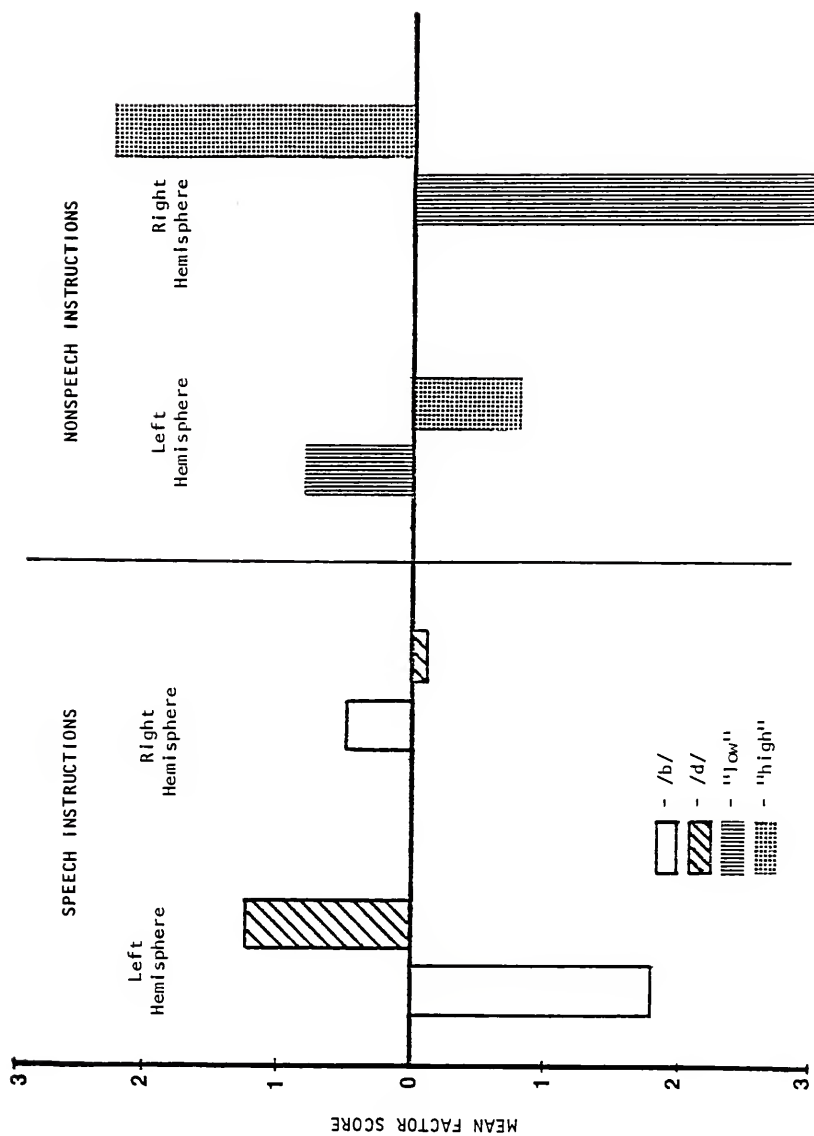 SPEECH INSTRUCTIONS
NONSPEECH INSTRUCTIONS
Left
Hemisphere
Right
Hemisphere
Left
Hemisphere
Right
Hemisphere
MEAN FACTOR SCORE
3
2
1
0
1
2
3
- /b/
- /d/
- "low"
- "high"